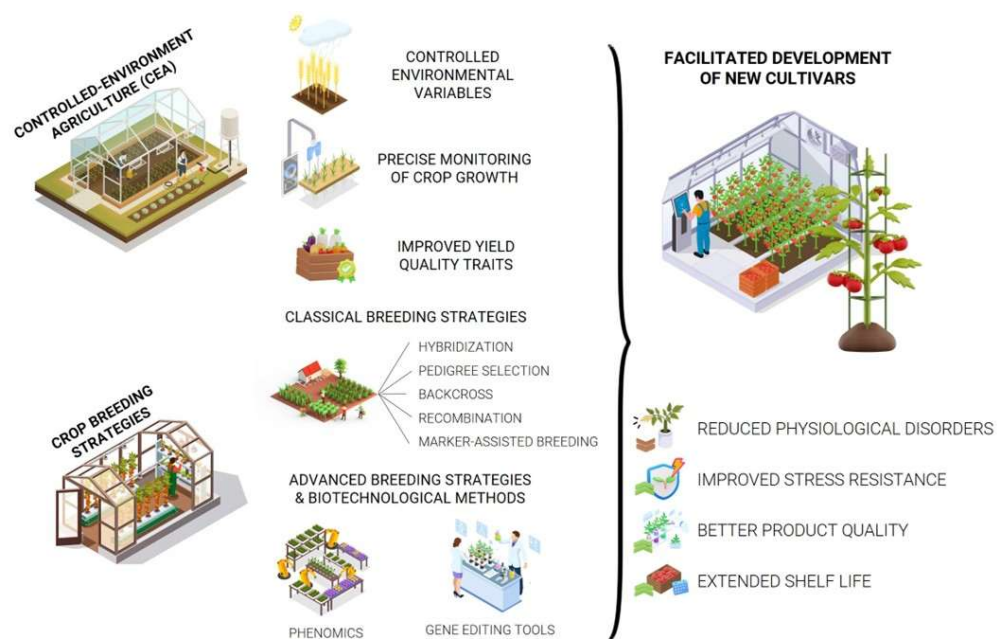 CONTROLLED-ENVIRONMENT
AGRICULTURE (CEA)
CONTROLLED
ENVIRONMENTAL
VARIABLES
PRECISE MONITORING
OF CROP GROWTH
IMPROVED YIELD
QUALITY TRAITS
CROP BREEDING
STRATEGIES
CLASSICAL BREEDING STRATEGIES
HYBRIDIZATION
PEDIGREE SELECTION
BACKCROSS
RECOMBINATION
MARKER-ASSISTED BREEDING
ADVANCED BREEDING STRATEGIES
& BIOTECHNOLOGICAL METHODS
PHENOMICS
GENE EDITING TOOLS
FACILITATED DEVELOPMENT
OF NEW CULTIVARS
REDUCED PHYSIOLOGICAL DISORDERS
IMPROVED STRESS RESISTANCE
BETTER PRODUCT QUALITY
EXTENDED SHELF LIFE